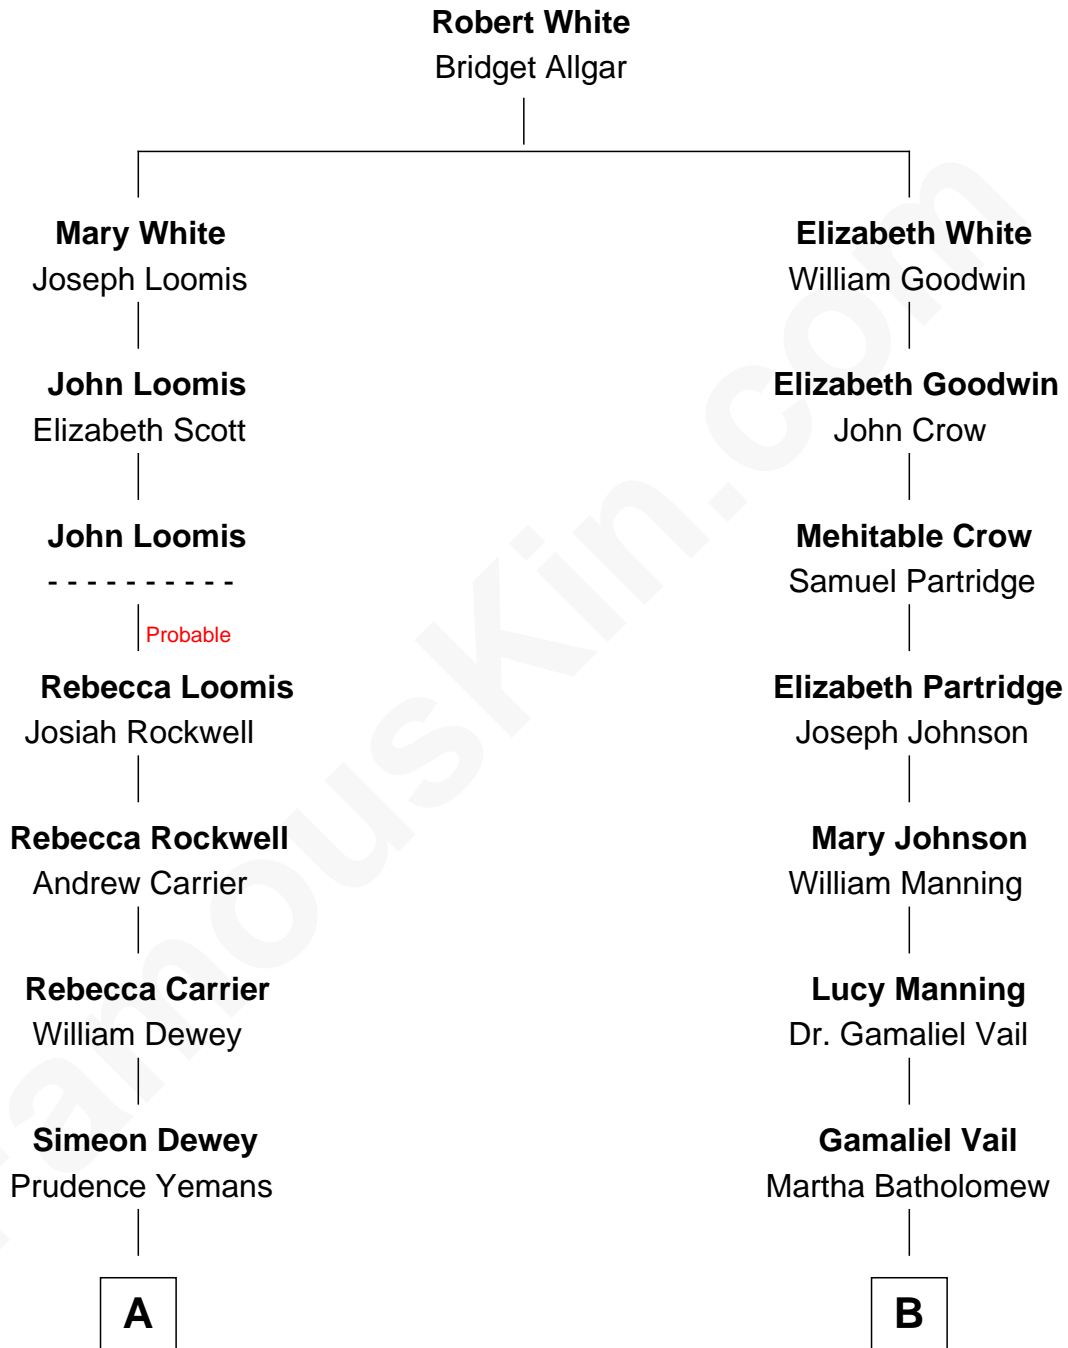 Robert White
Bridget Allgar
Mary White
Joseph Loomis
Elizabeth White
William Goodwin
John Loomis
Elizabeth Scott
Elizabeth Goodwin
John Crow
John Loomis
- - - - - - - - - -
Probable
Mehitable Crow
Samuel Partridge
Rebecca Loomis
Josiah Rockwell
Elizabeth Partridge
Joseph Johnson
Rebecca Rockwell
Andrew Carrier
Mary Johnson
William Manning
Rebecca Carrier
William Dewey
Lucy Manning
Dr. Gamaliel Vail
Simeon Dewey
Prudence Yemans
Gamaliel Vail
Martha Batholomew
A
B
FamousKin.com